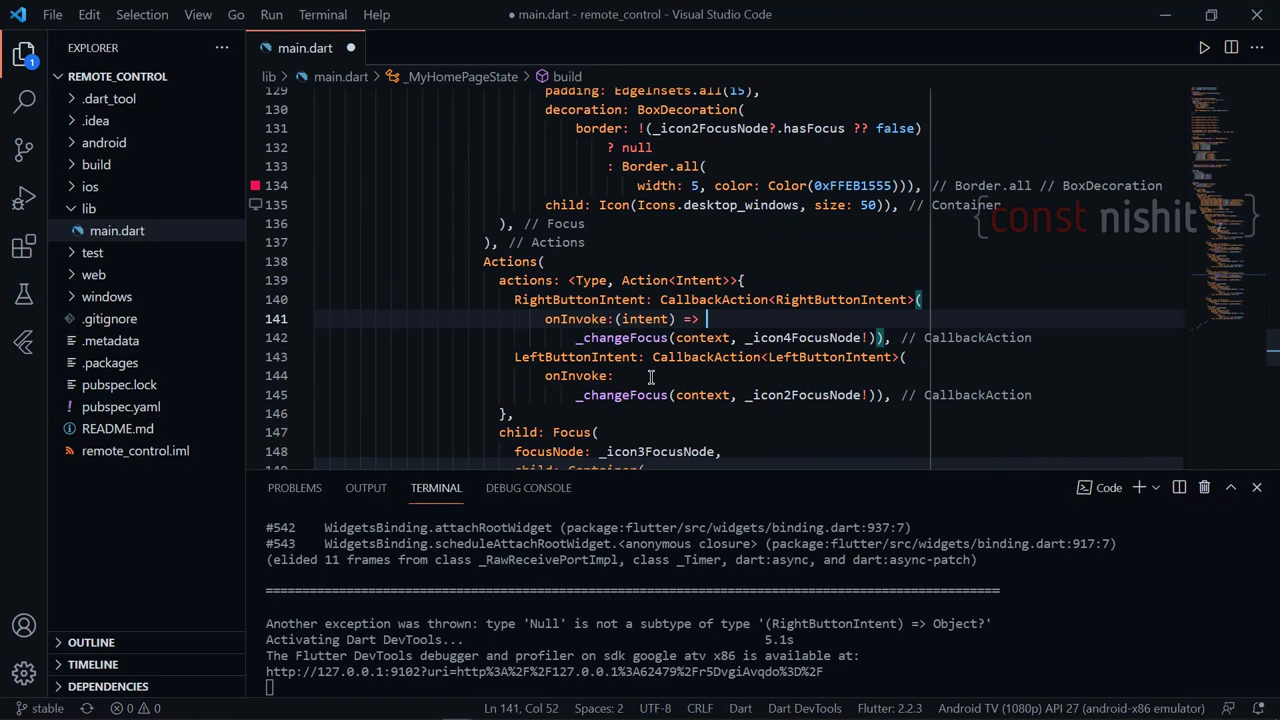 File Edit Selection View Go Run Terminal Help
● main.dart - remote_control - Visual Studio Code
EXPLORER
REMOTE_CONTROL
.dart_tool
.idea
android
build
ios
lib
main.dart
test
web
windows
.gitignore
.metadata
.packages
pubspec.lock
pubspec.yaml
README.md
remote_control.iml
OUTLINE
TIMELINE
DEPENDENCIES
1
main.dart ●
lib > main.dart > _MyHomePageState > build
129 padding: EdgeInsets.all(15),
130 decoration: BoxDecoration(
131 border: !(_icon2FocusNode?.hasFocus ?? false)
132 ? null
133 : Border.all(
134 width: 5, color: Color(0xFFEB1555))), // Border.all // BoxDecoration
135 child: Icon(Icons.desktop_windows, size: 50)), // Container
136 ), // Focus
137 ), // Actions
138 Actions(
139 actions: <Type, Action<Intent>>{
140 RightButtonIntent: CallbackAction<RightButtonIntent>(
141 onInvoke:(intent) =>
142 _changeFocus(context, _icon4FocusNode!)), // CallbackAction
143 LeftButtonIntent: CallbackAction<LeftButtonIntent>(
144 onInvoke:
145 _changeFocus(context, _icon2FocusNode!)), // CallbackAction
146 },
147 child: Focus(
148 focusNode: _icon3FocusNode,
149 child: Container(
{const nishit}
PROBLEMS OUTPUT TERMINAL DEBUG CONSOLE
Code
#542 WidgetsBinding.attachRootWidget (package:flutter/src/widgets/binding.dart:937:7)
#543 WidgetsBinding.scheduleAttachRootWidget.<anonymous closure> (package:flutter/src/widgets/binding.dart:917:7)
(elided 11 frames from class _RawReceivePortImpl, class _Timer, dart:async, and dart:async-patch)
====================================================================================================
Another exception was thrown: type 'Null' is not a subtype of type '(RightButtonIntent) => Object?'
Activating Dart DevTools... 5.1s
The Flutter DevTools debugger and profiler on sdk google atv x86 is available at:
http://127.0.0.1:9102?uri=http%3A%2F%2F127.0.0.1%3A62479%2Fr5DvgiAvqdo%3D%2F
stable 0 0 Ln 141, Col 52 Spaces: 2 UTF-8 CRLF Dart Dart DevTools Flutter: 2.2.3 Android TV (1080p) API 27 (android-x86 emulator)